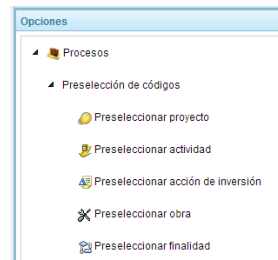 Opciones
Procesos
Preselección de códigos
Preseleccionar proyecto
Preseleccionar actividad
Preseleccionar acción de inversión
Preseleccionar obra
Preseleccionar finalidad